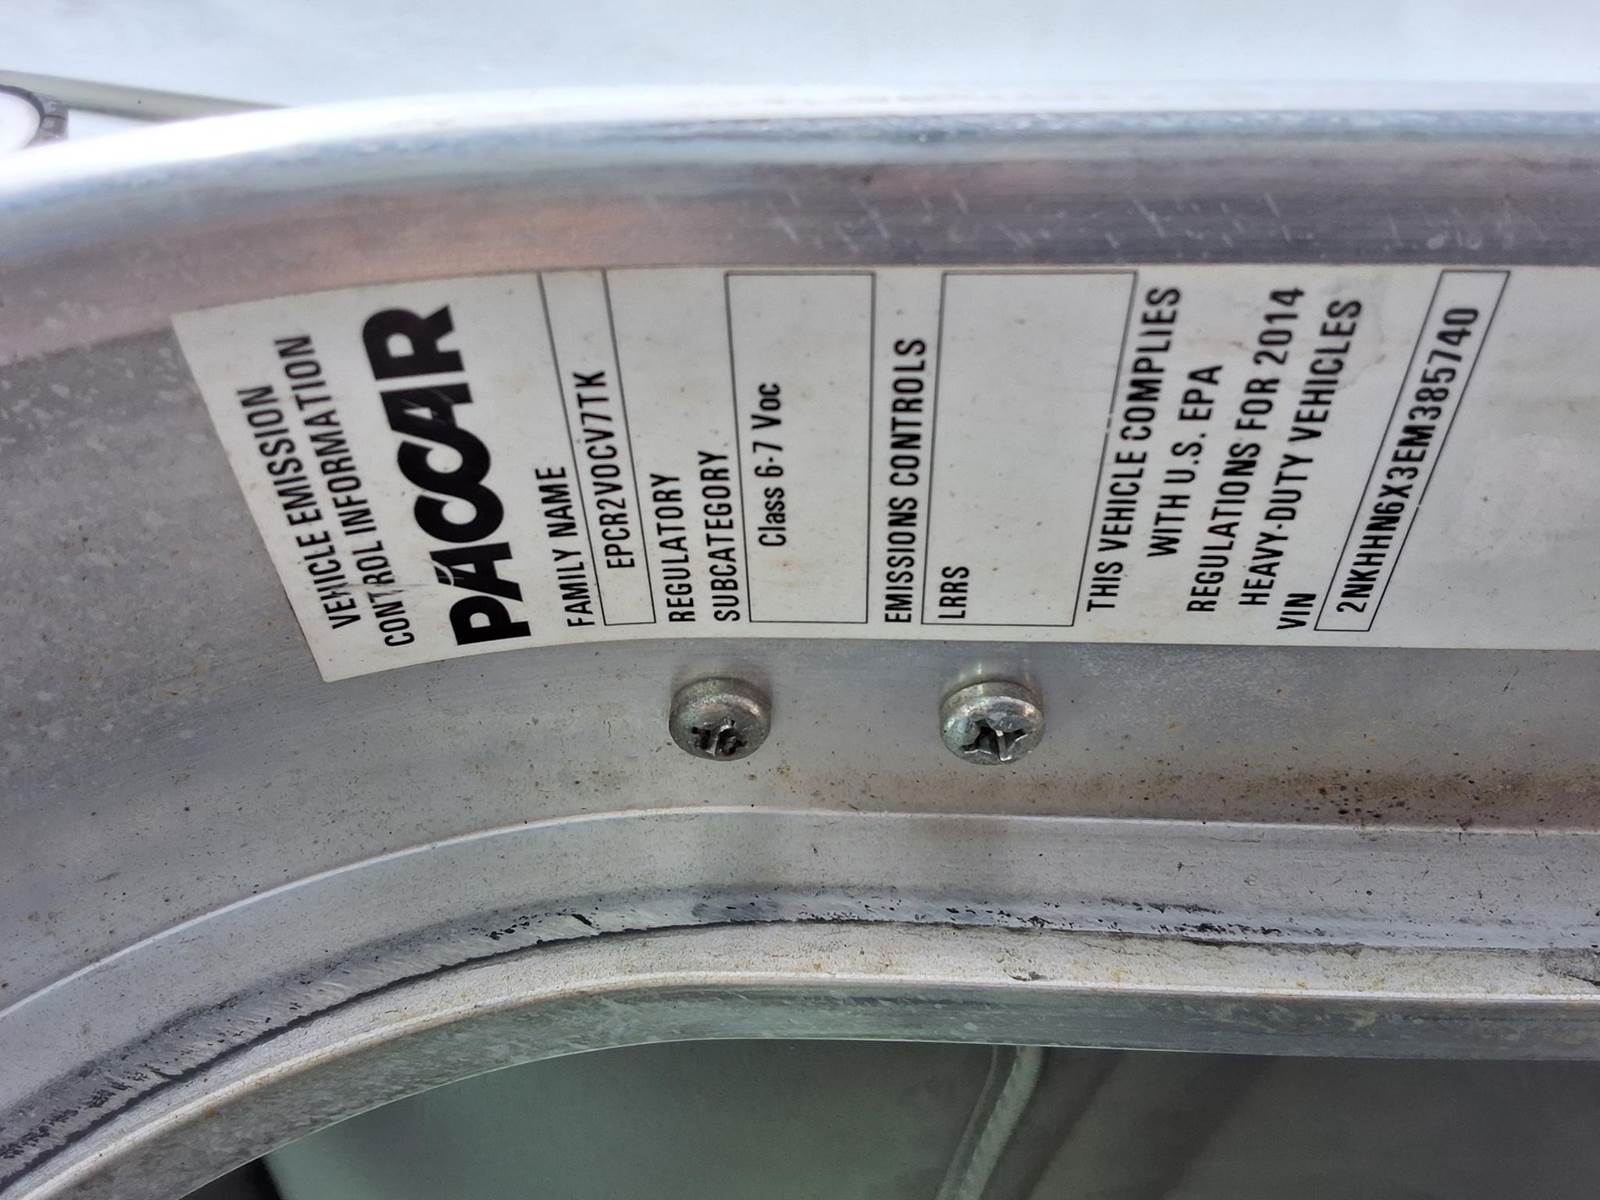 VEHICLE EMISSION
CONTROL INFORMATION
PACCAR
FAMILY NAME
EPCR2VOCV7TK
REGULATORY
SUBCATEGORY
Class 6-7 Voc
EMISSIONS CONTROLS
LRRS
THIS VEHICLE COMPLIES
WITH U.S. EPA
REGULATIONS FOR 2014
HEAVY-DUTY VEHICLES
VIN
2NKHHN6X3EM385740